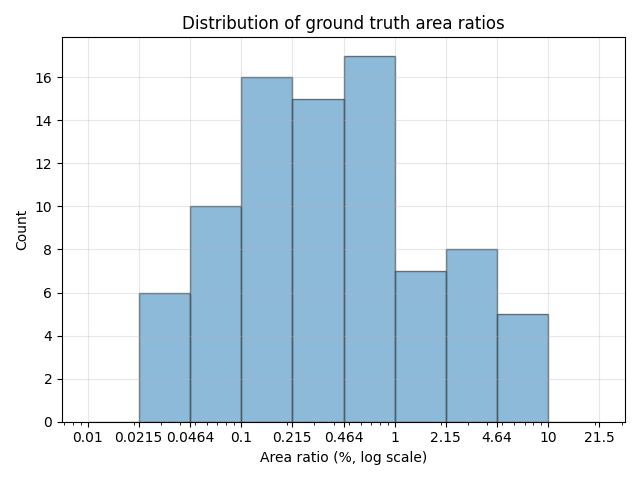 Distribution of ground truth area ratios
16
14
12
10
8
6
4
2
0
Count
0.01 0.0215 0.0464 0.1 0.215 0.464 1 2.15 4.64 10 21.5
Area ratio (%, log scale)